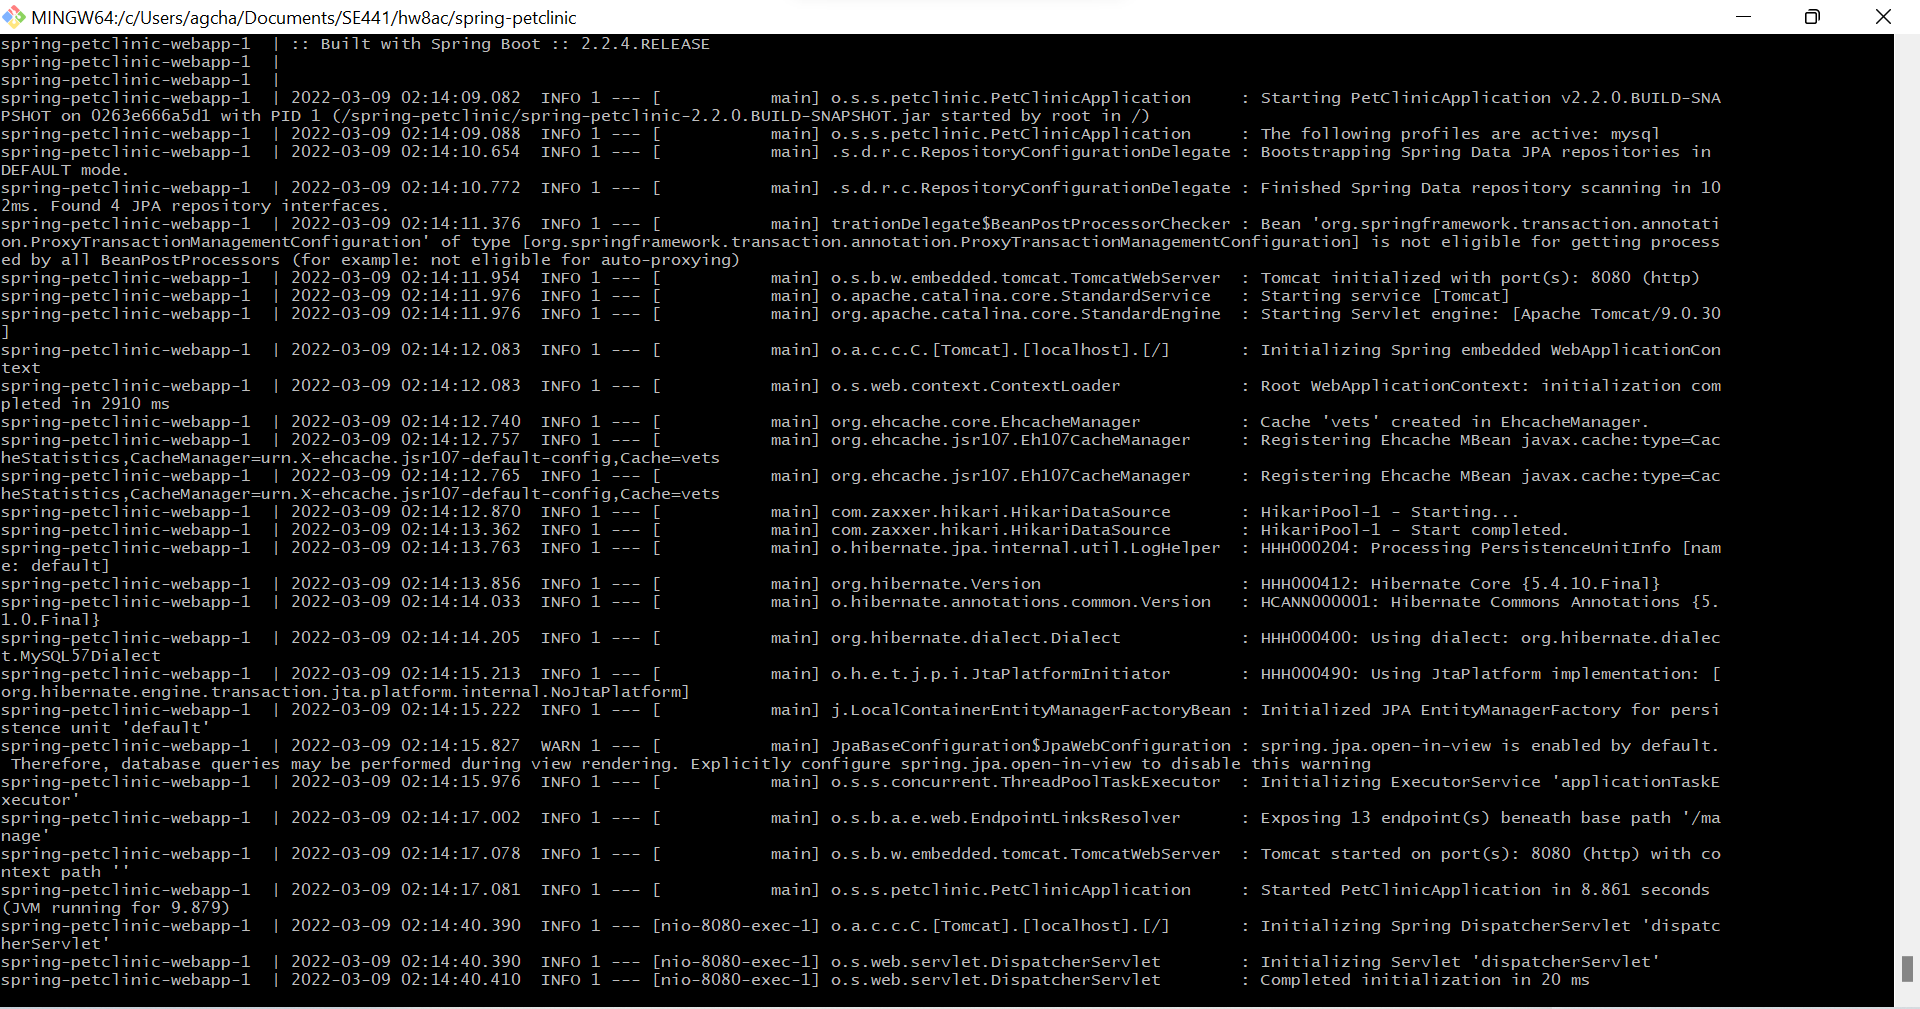 MINGW64:/c/Users/agcha/Documents/SE441/hw8ac/spring-petclinic
spring-petclinic-webapp-1  | :: Built with Spring Boot :: 2.2.4.RELEASE
spring-petclinic-webapp-1  |
spring-petclinic-webapp-1  |
spring-petclinic-webapp-1  | 2022-03-09 02:14:09.082  INFO 1 --- [           main] o.s.s.petclinic.PetClinicApplication     : Starting PetClinicApplication v2.2.0.BUILD-SNA
PSHOT on 0263e666a5d1 with PID 1 (/spring-petclinic/spring-petclinic-2.2.0.BUILD-SNAPSHOT.jar started by root in /)
spring-petclinic-webapp-1  | 2022-03-09 02:14:09.088  INFO 1 --- [           main] o.s.s.petclinic.PetClinicApplication     : The following profiles are active: mysql
spring-petclinic-webapp-1  | 2022-03-09 02:14:10.654  INFO 1 --- [           main] .s.d.r.c.RepositoryConfigurationDelegate : Bootstrapping Spring Data JPA repositories in
DEFAULT mode.
spring-petclinic-webapp-1  | 2022-03-09 02:14:10.772  INFO 1 --- [           main] .s.d.r.c.RepositoryConfigurationDelegate : Finished Spring Data repository scanning in 10
2ms. Found 4 JPA repository interfaces.
spring-petclinic-webapp-1  | 2022-03-09 02:14:11.376  INFO 1 --- [           main] trationDelegate$BeanPostProcessorChecker : Bean 'org.springframework.transaction.annotati
on.ProxyTransactionManagementConfiguration' of type [org.springframework.transaction.annotation.ProxyTransactionManagementConfiguration] is not eligible for getting process
ed by all BeanPostProcessors (for example: not eligible for auto-proxying)
spring-petclinic-webapp-1  | 2022-03-09 02:14:11.954  INFO 1 --- [           main] o.s.b.w.embedded.tomcat.TomcatWebServer  : Tomcat initialized with port(s): 8080 (http)
spring-petclinic-webapp-1  | 2022-03-09 02:14:11.976  INFO 1 --- [           main] o.apache.catalina.core.StandardService   : Starting service [Tomcat]
spring-petclinic-webapp-1  | 2022-03-09 02:14:11.976  INFO 1 --- [           main] org.apache.catalina.core.StandardEngine  : Starting Servlet engine: [Apache Tomcat/9.0.30
]
spring-petclinic-webapp-1  | 2022-03-09 02:14:12.083  INFO 1 --- [           main] o.a.c.c.C.[Tomcat].[localhost].[/]       : Initializing Spring embedded WebApplicationCon
text
spring-petclinic-webapp-1  | 2022-03-09 02:14:12.083  INFO 1 --- [           main] o.s.web.context.ContextLoader            : Root WebApplicationContext: initialization com
pleted in 2910 ms
spring-petclinic-webapp-1  | 2022-03-09 02:14:12.740  INFO 1 --- [           main] org.ehcache.core.EhcacheManager          : Cache 'vets' created in EhcacheManager.
spring-petclinic-webapp-1  | 2022-03-09 02:14:12.757  INFO 1 --- [           main] org.ehcache.jsr107.Eh107CacheManager     : Registering Ehcache MBean javax.cache:type=Cac
heStatistics,CacheManager=urn.X-ehcache.jsr107-default-config,Cache=vets
spring-petclinic-webapp-1  | 2022-03-09 02:14:12.765  INFO 1 --- [           main] org.ehcache.jsr107.Eh107CacheManager     : Registering Ehcache MBean javax.cache:type=Cac
heStatistics,CacheManager=urn.X-ehcache.jsr107-default-config,Cache=vets
spring-petclinic-webapp-1  | 2022-03-09 02:14:12.870  INFO 1 --- [           main] com.zaxxer.hikari.HikariDataSource       : HikariPool-1 - Starting...
spring-petclinic-webapp-1  | 2022-03-09 02:14:13.362  INFO 1 --- [           main] com.zaxxer.hikari.HikariDataSource       : HikariPool-1 - Start completed.
spring-petclinic-webapp-1  | 2022-03-09 02:14:13.763  INFO 1 --- [           main] o.hibernate.jpa.internal.util.LogHelper  : HHH000204: Processing PersistenceUnitInfo [nam
e: default]
spring-petclinic-webapp-1  | 2022-03-09 02:14:13.856  INFO 1 --- [           main] org.hibernate.Version                    : HHH000412: Hibernate Core {5.4.10.Final}
spring-petclinic-webapp-1  | 2022-03-09 02:14:14.033  INFO 1 --- [           main] o.hibernate.annotations.common.Version   : HCANN000001: Hibernate Commons Annotations {5.
1.0.Final}
spring-petclinic-webapp-1  | 2022-03-09 02:14:14.205  INFO 1 --- [           main] org.hibernate.dialect.Dialect            : HHH000400: Using dialect: org.hibernate.dialec
t.MySQL57Dialect
spring-petclinic-webapp-1  | 2022-03-09 02:14:15.213  INFO 1 --- [           main] o.h.e.t.j.p.i.JtaPlatformInitiator       : HHH000490: Using JtaPlatform implementation: [
org.hibernate.engine.transaction.jta.platform.internal.NoJtaPlatform]
spring-petclinic-webapp-1  | 2022-03-09 02:14:15.222  INFO 1 --- [           main] j.LocalContainerEntityManagerFactoryBean : Initialized JPA EntityManagerFactory for persi
stence unit 'default'
spring-petclinic-webapp-1  | 2022-03-09 02:14:15.827  WARN 1 --- [           main] JpaBaseConfiguration$JpaWebConfiguration : spring.jpa.open-in-view is enabled by default.
 Therefore, database queries may be performed during view rendering. Explicitly configure spring.jpa.open-in-view to disable this warning
spring-petclinic-webapp-1  | 2022-03-09 02:14:15.976  INFO 1 --- [           main] o.s.s.concurrent.ThreadPoolTaskExecutor  : Initializing ExecutorService 'applicationTaskE
xecutor'
spring-petclinic-webapp-1  | 2022-03-09 02:14:17.002  INFO 1 --- [           main] o.s.b.a.e.web.EndpointLinksResolver      : Exposing 13 endpoint(s) beneath base path '/ma
nage'
spring-petclinic-webapp-1  | 2022-03-09 02:14:17.078  INFO 1 --- [           main] o.s.b.w.embedded.tomcat.TomcatWebServer  : Tomcat started on port(s): 8080 (http) with co
ntext path ''
spring-petclinic-webapp-1  | 2022-03-09 02:14:17.081  INFO 1 --- [           main] o.s.s.petclinic.PetClinicApplication     : Started PetClinicApplication in 8.861 seconds
(JVM running for 9.879)
spring-petclinic-webapp-1  | 2022-03-09 02:14:40.390  INFO 1 --- [nio-8080-exec-1] o.a.c.c.C.[Tomcat].[localhost].[/]       : Initializing Spring DispatcherServlet 'dispatc
herServlet'
spring-petclinic-webapp-1  | 2022-03-09 02:14:40.390  INFO 1 --- [nio-8080-exec-1] o.s.web.servlet.DispatcherServlet        : Initializing Servlet 'dispatcherServlet'
spring-petclinic-webapp-1  | 2022-03-09 02:14:40.410  INFO 1 --- [nio-8080-exec-1] o.s.web.servlet.DispatcherServlet        : Completed initialization in 20 ms